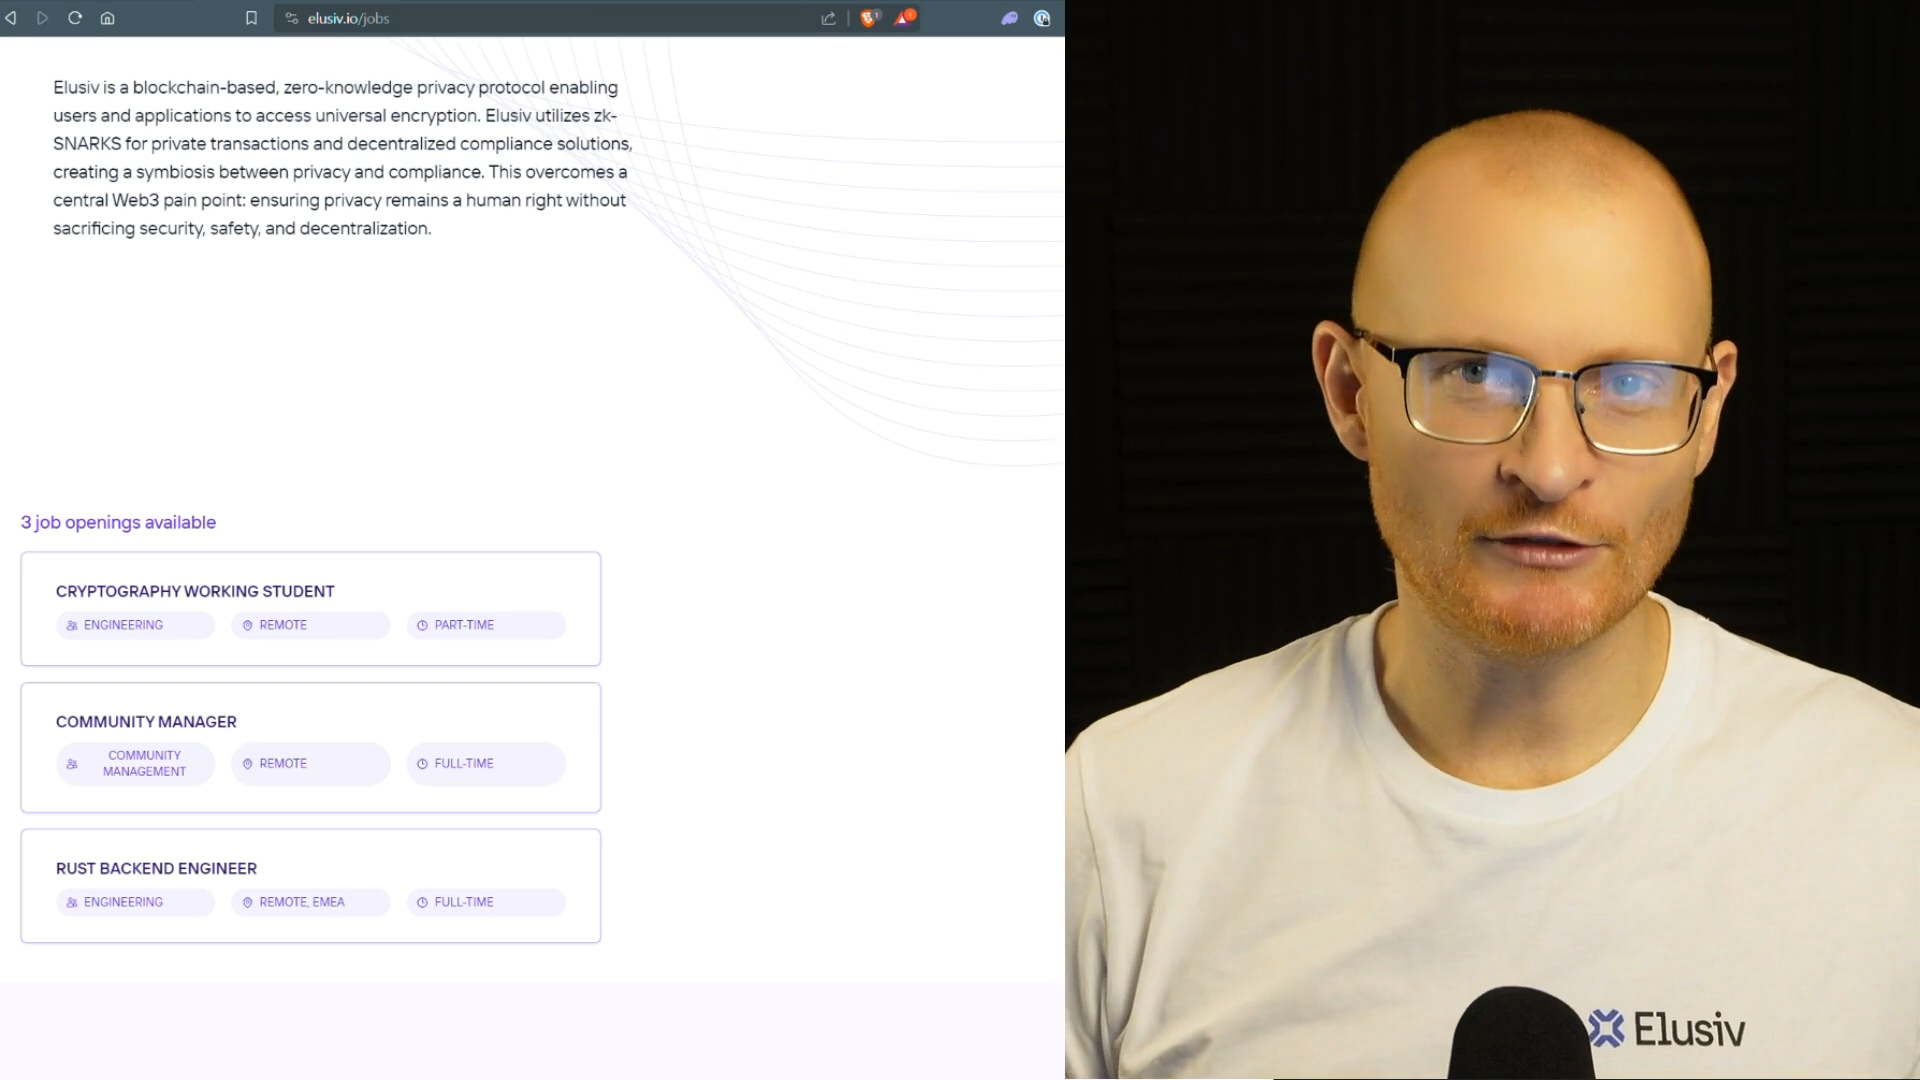 elusiv.io/jobs
Elusiv is a blockchain-based, zero-knowledge privacy protocol enabling
users and applications to access universal encryption. Elusiv utilizes zk-
SNARKS for private transactions and decentralized compliance solutions,
creating a symbiosis between privacy and compliance. This overcomes a
central Web3 pain point: ensuring privacy remains a human right without
sacrificing security, safety, and decentralization.
3 job openings available
CRYPTOGRAPHY WORKING STUDENT
ENGINEERING REMOTE PART-TIME
COMMUNITY MANAGER
COMMUNITY
MANAGEMENT REMOTE FULL-TIME
RUST BACKEND ENGINEER
ENGINEERING REMOTE, EMEA FULL-TIME
Elusiv